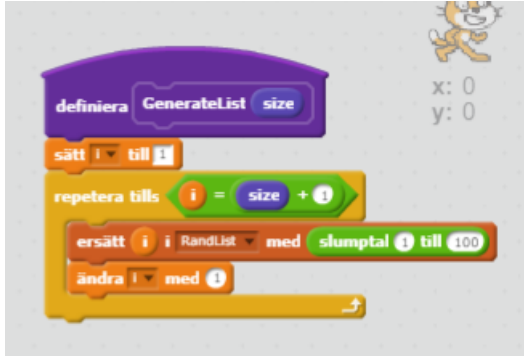 x: 0
y: 0
definiera GenerateList size
sätt i till 1
repetera tills i = size + 1
ersätt i i RandList med slumptal 1 till 100
ändra i med 1